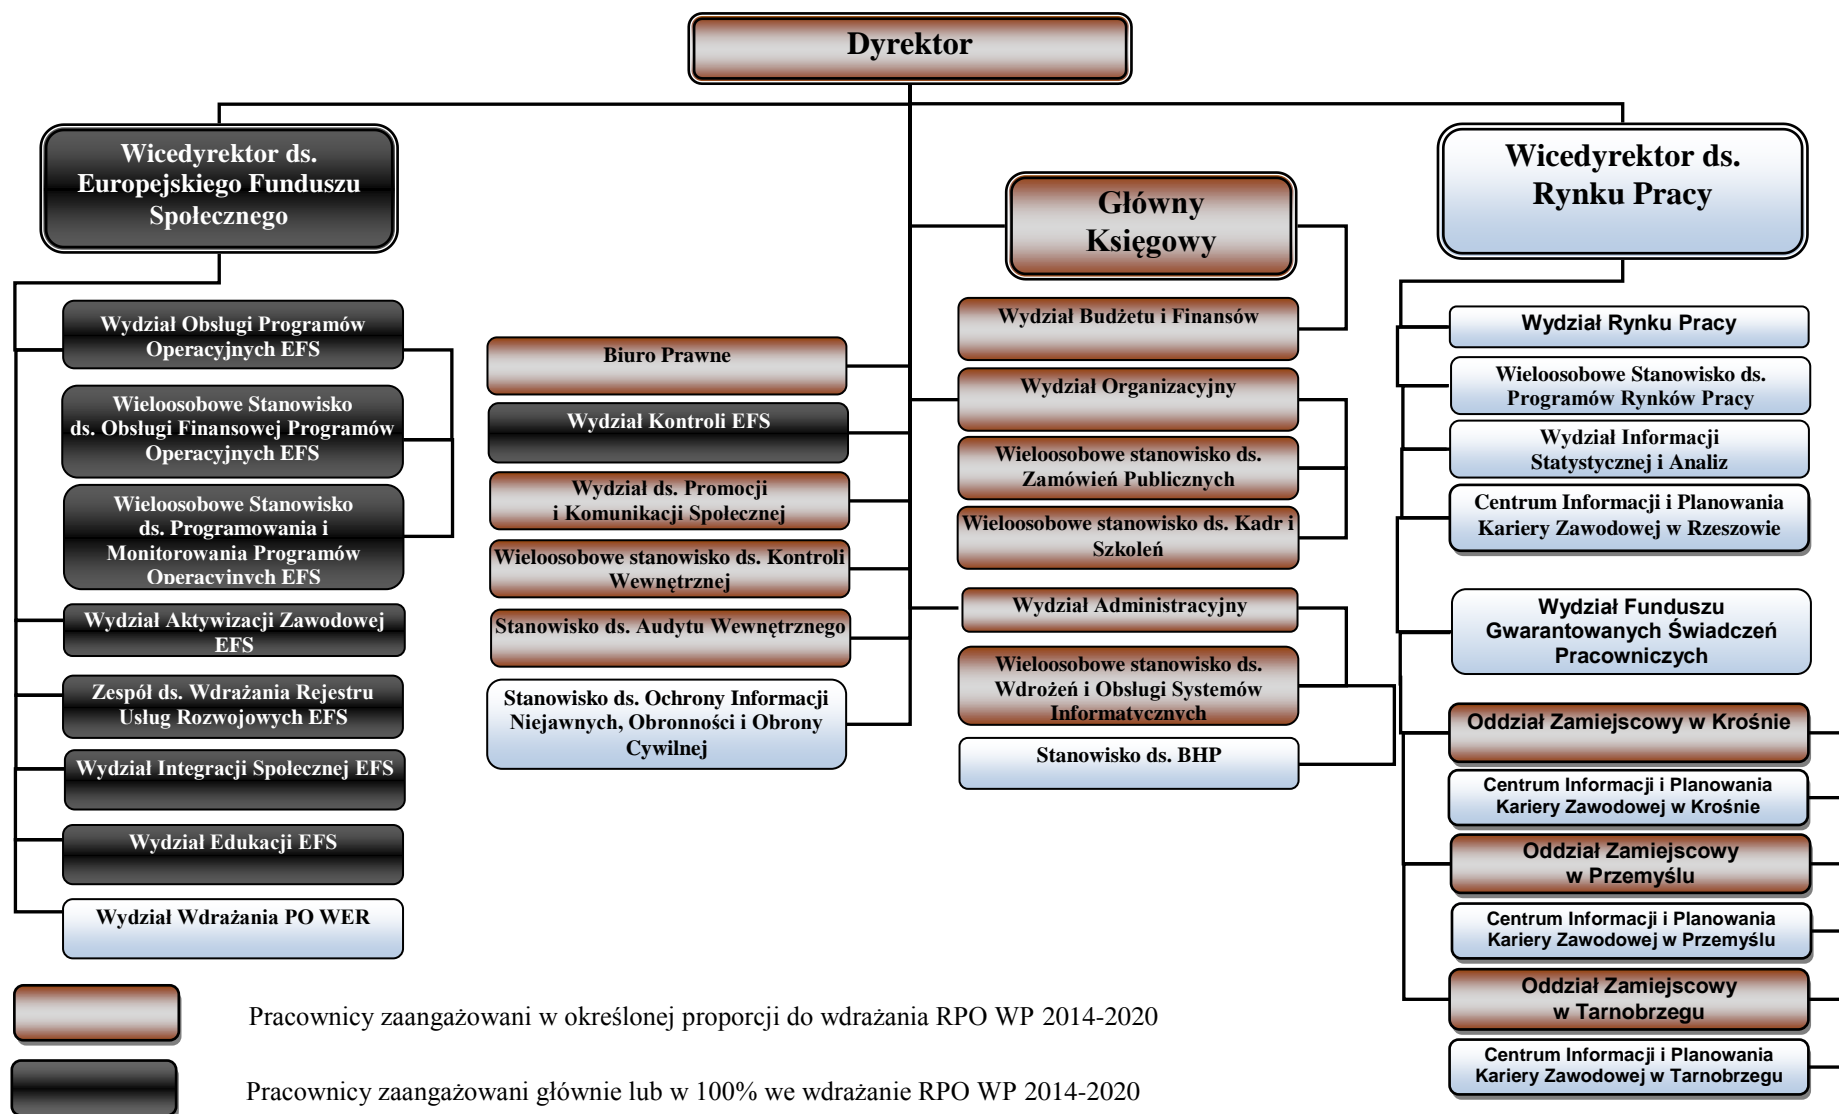 Dyrektor
Wicedyrektor ds.
Europejskiego Funduszu
Społecznego
Główny
Księgowy
Wicedyrektor ds.
Rynku Pracy
Wydział Obsługi Programów
Operacyjnych EFS
Wieloosobowe Stanowisko
ds. Obsługi Finansowej Programów
Operacyjnych EFS
Wieloosobowe Stanowisko
ds. Programowania i
Monitorowania Programów
Operacyjnych EFS
Wydział Aktywizacji Zawodowej
EFS
Zespół ds. Wdrażania Rejestru
Usług Rozwojowych EFS
Wydział Integracji Społecznej EFS
Wydział Edukacji EFS
Wydział Wdrażania PO WER
Biuro Prawne
Wydział Kontroli EFS
Wydział ds. Promocji
i Komunikacji Społecznej
Wieloosobowe stanowisko ds. Kontroli
Wewnętrznej
Stanowisko ds. Audytu Wewnętrznego
Stanowisko ds. Ochrony Informacji
Niejawnych, Obronności i Obrony
Cywilnej
Wydział Budżetu i Finansów
Wydział Organizacyjny
Wieloosobowe stanowisko ds.
Zamówień Publicznych
Wieloosobowe stanowisko ds. Kadr i
Szkoleń
Wydział Administracyjny
Wieloosobowe stanowisko ds.
Wdrożeń i Obsługi Systemów
Informatycznych
Stanowisko ds. BHP
Wydział Rynku Pracy
Wieloosobowe Stanowisko ds.
Programów Rynków Pracy
Wydział Informacji
Statystycznej i Analiz
Centrum Informacji i Planowania
Kariery Zawodowej w Rzeszowie
Wydział Funduszu
Gwarantowanych Świadczeń
Pracowniczych
Oddział Zamiejscowy w Krośnie
Centrum Informacji i Planowania
Kariery Zawodowej w Krośnie
Oddział Zamiejscowy
w Przemyślu
Centrum Informacji i Planowania
Kariery Zawodowej w Przemyślu
Oddział Zamiejscowy
w Tarnobrzegu
Centrum Informacji i Planowania
Kariery Zawodowej w Tarnobrzegu
Pracownicy zaangażowani w określonej proporcji do wdrażania RPO WP 2014-2020
Pracownicy zaangażowani głównie lub w 100% we wdrażanie RPO WP 2014-2020